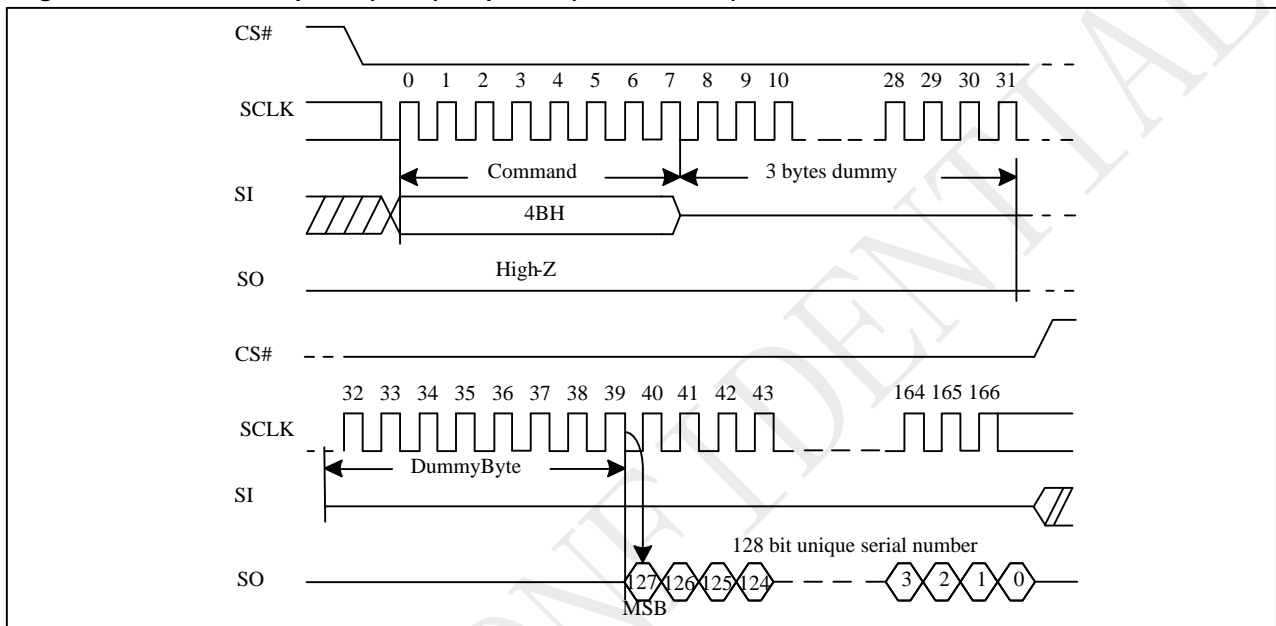 CS#
0 1 2 3 4 5 6 7 8 9 10 28 29 30 31
SCLK
Command 3 bytes dummy
SI
4BH
High-Z
SO
CS#
32 33 34 35 36 37 38 39 40 41 42 43 164 165 166
SCLK
DummyByte
SI
128 bit unique serial number
SO 127 126 125 124 3 2 1 0
MSB